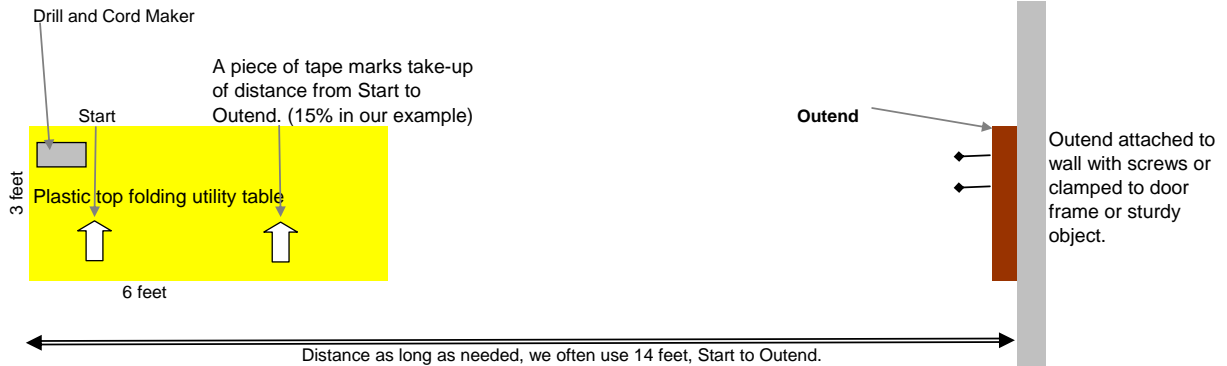 Drill and Cord Maker
A piece of tape marks take-up
of distance from Start to
Outend. (15% in our example)
Start
Outend
Outend attached to
wall with screws or
clamped to door
frame or sturdy
object.
3 feet
Plastic top folding utility table
6 feet
Distance as long as needed, we often use 14 feet, Start to Outend.